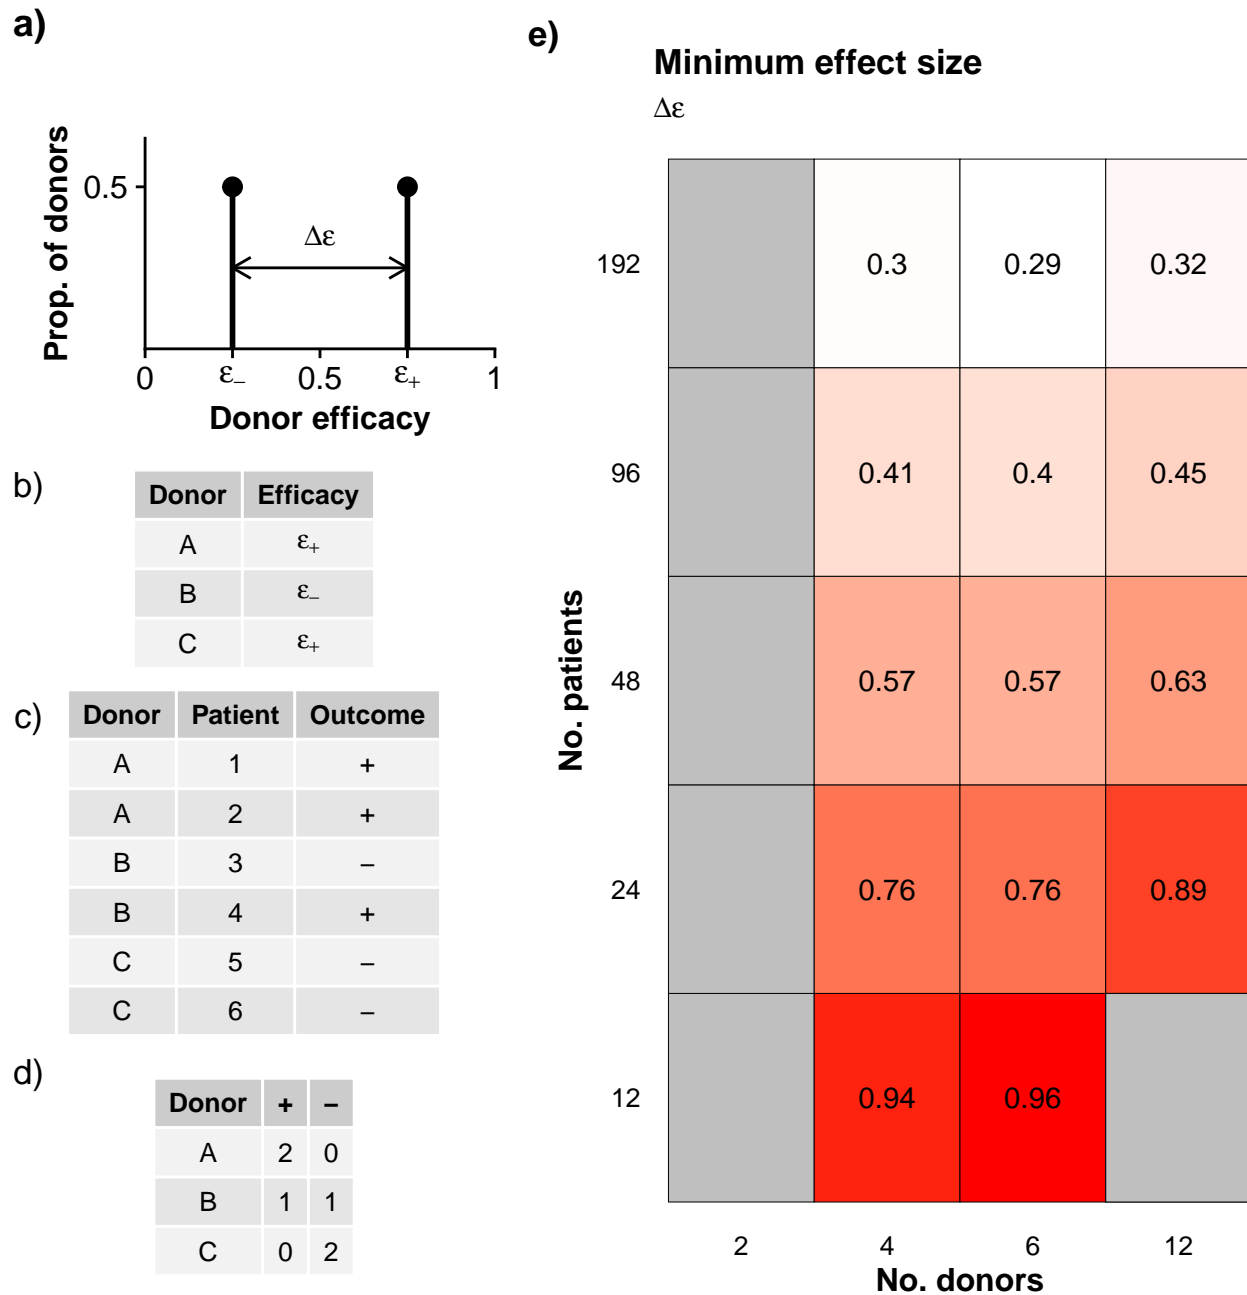 a)
Prop. of donors
0.5
Δε
0 ε₋ 0.5 ε₊ 1
Donor efficacy
b)
Donor Efficacy
A ε₊
B ε₋
C ε₊
c)
Donor Patient Outcome
A 1 +
A 2 +
B 3 −
B 4 +
C 5 −
C 6 −
d)
Donor + −
A 2 0
B 1 1
C 0 2
e)
Minimum effect size
Δε
No. patients
192 0.3 0.29 0.32
96 0.41 0.4 0.45
48 0.57 0.57 0.63
24 0.76 0.76 0.89
12 0.94 0.96
2 4 6 12
No. donors